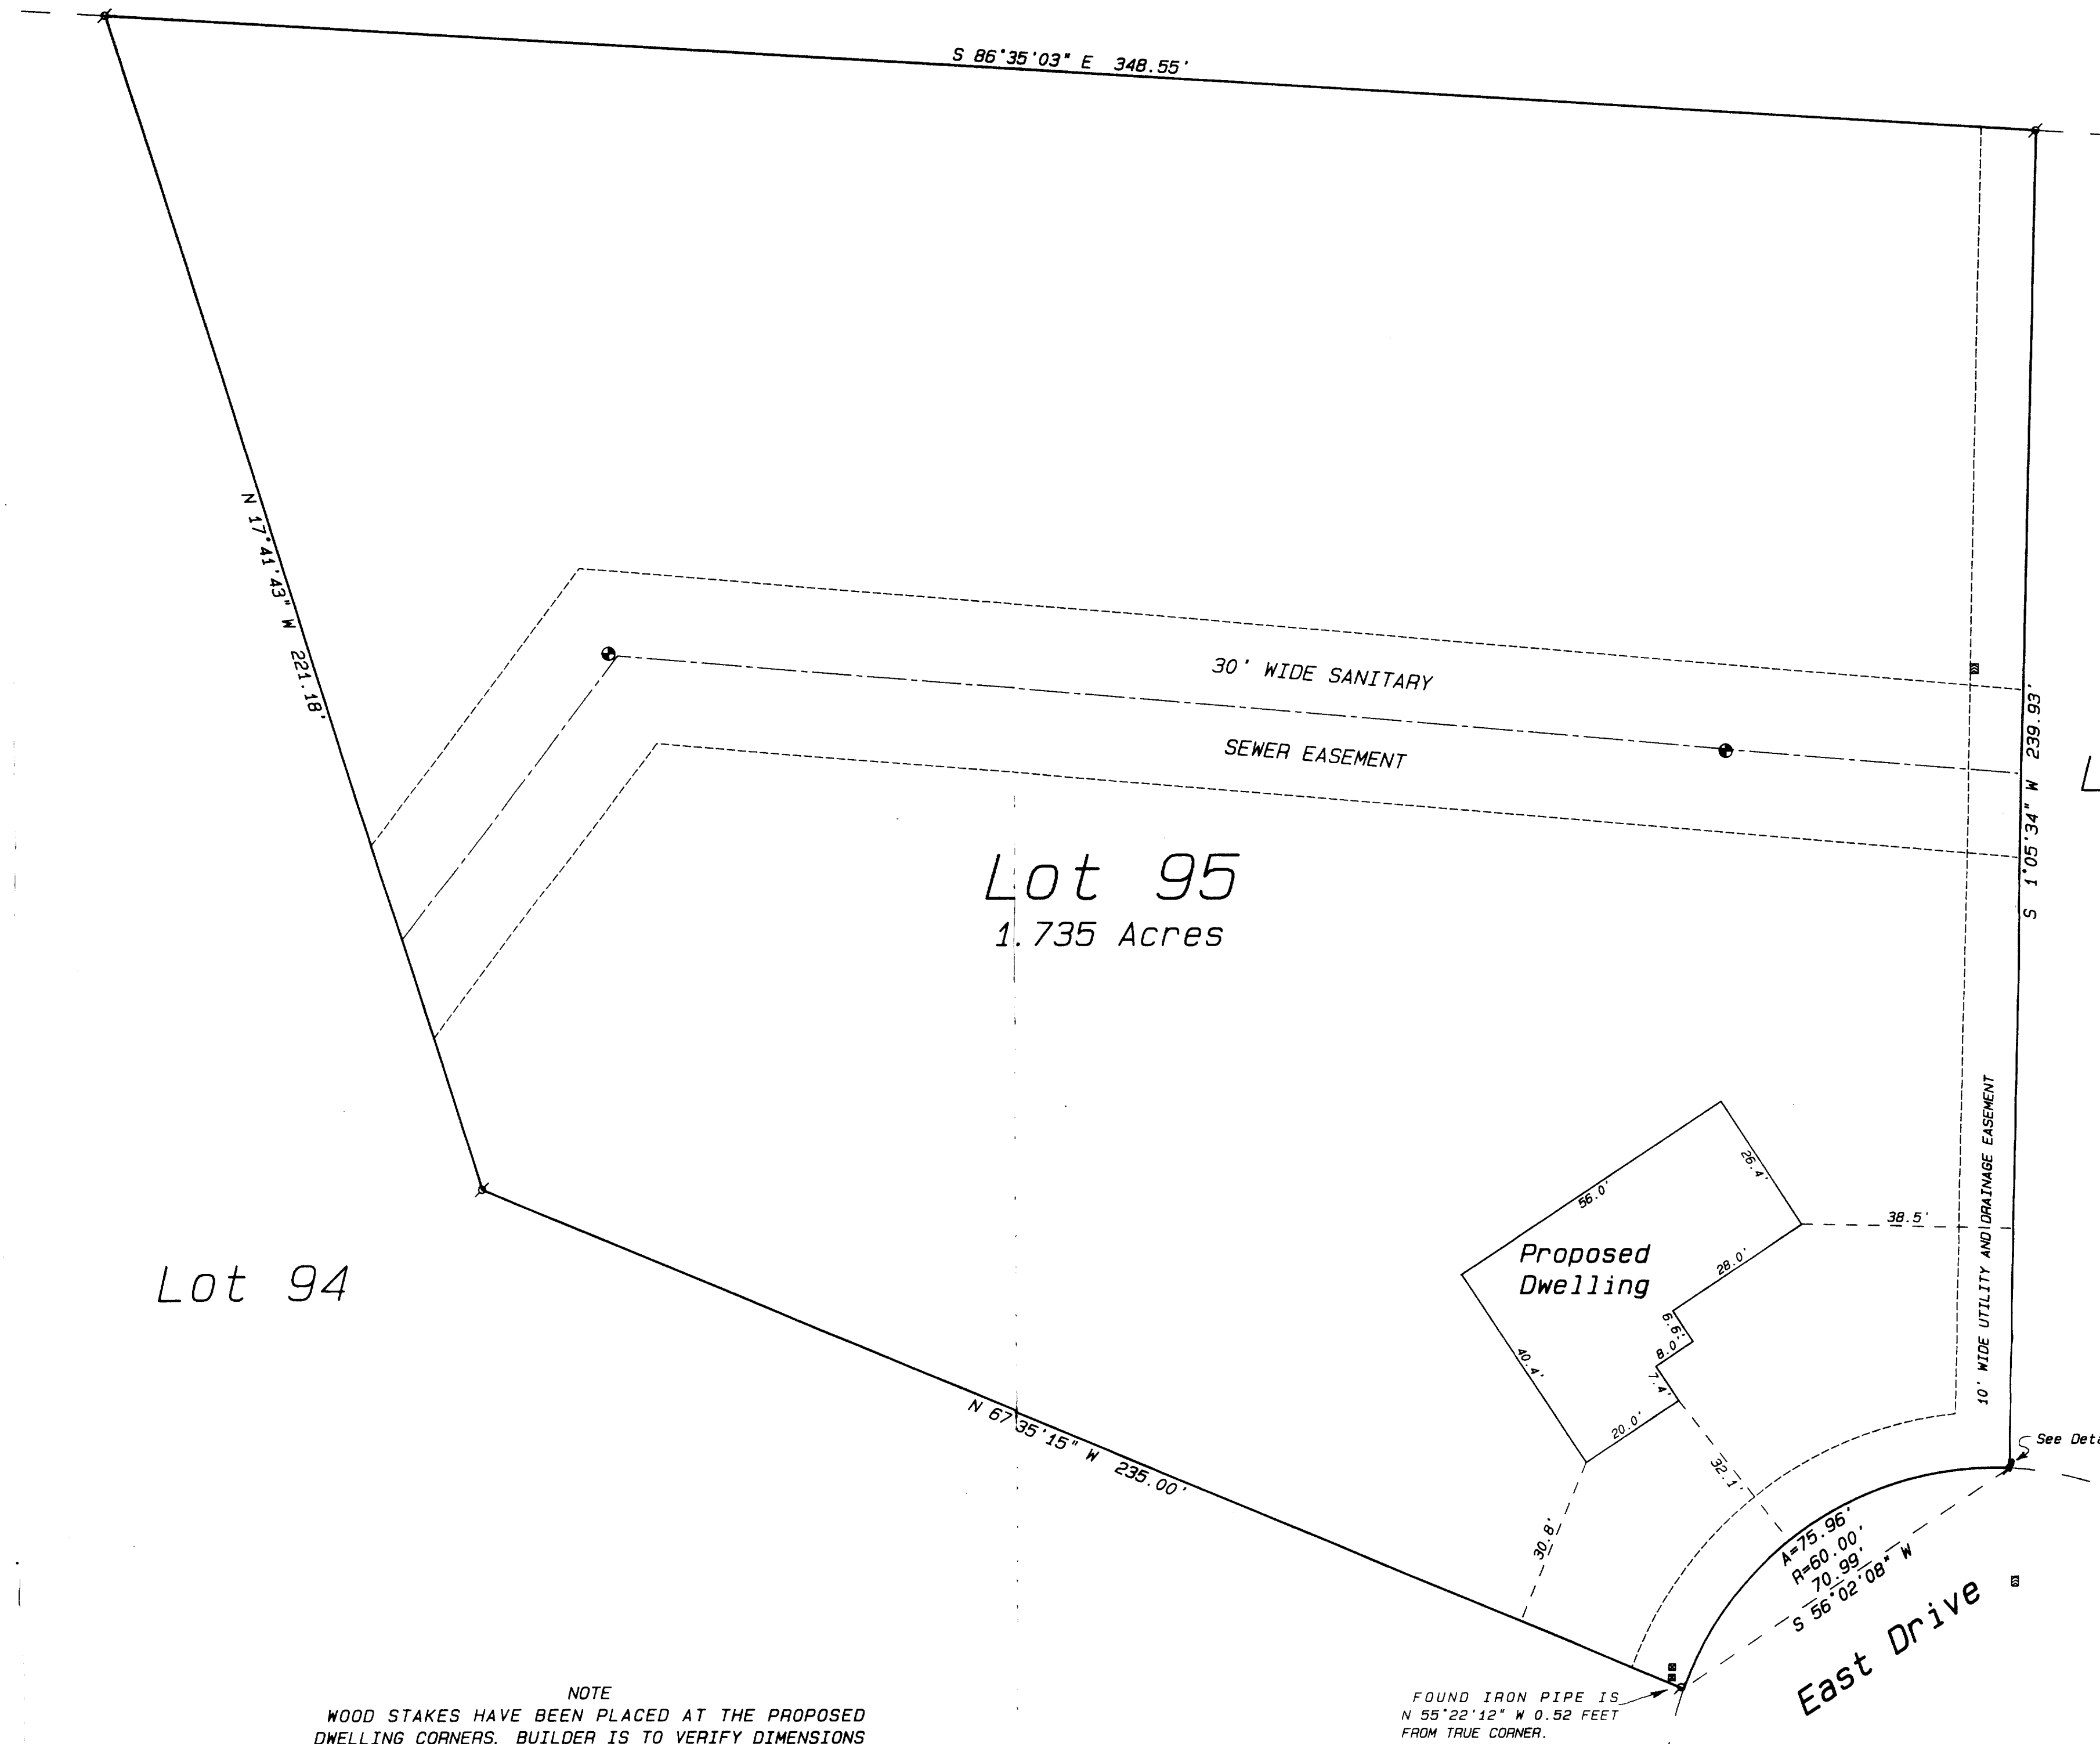 S 86°35'03" E 348.55'
N 17°41'43" W 221.18'
30' WIDE SANITARY
SEWER EASEMENT
S 1°05'34" W 239.93'
L
Lot 95
1.735 Acres
10' WIDE UTILITY AND DRAINAGE EASEMENT
56.0'
26.4'
38.5'
Proposed
Dwelling
28.0'
6.6'
8.0'
7.4'
40.4'
20.0'
32.1'
30.8'
Lot 94
N 67°35'15" W 235.00'
See Deta
A=75.96'
R=60.00'
70.99'
S 56°02'08" W
East Drive
NOTE
WOOD STAKES HAVE BEEN PLACED AT THE PROPOSED
DWELLING CORNERS. BUILDER IS TO VERIFY DIMENSIONS
FOUND IRON PIPE IS
N 55°22'12" W 0.52 FEET
FROM TRUE CORNER.